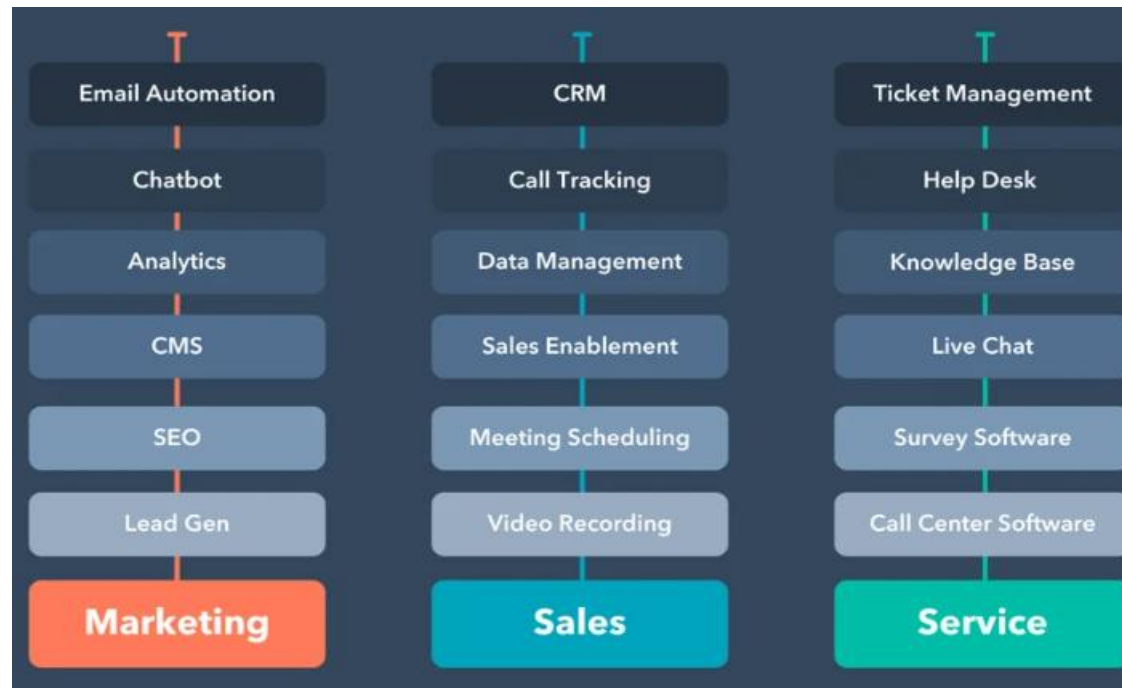 Email Automation
Chatbot
Analytics
CMS
SEO
Lead Gen
Marketing
CRM
Call Tracking
Data Management
Sales Enablement
Meeting Scheduling
Video Recording
Sales
Ticket Management
Help Desk
Knowledge Base
Live Chat
Survey Software
Call Center Software
Service